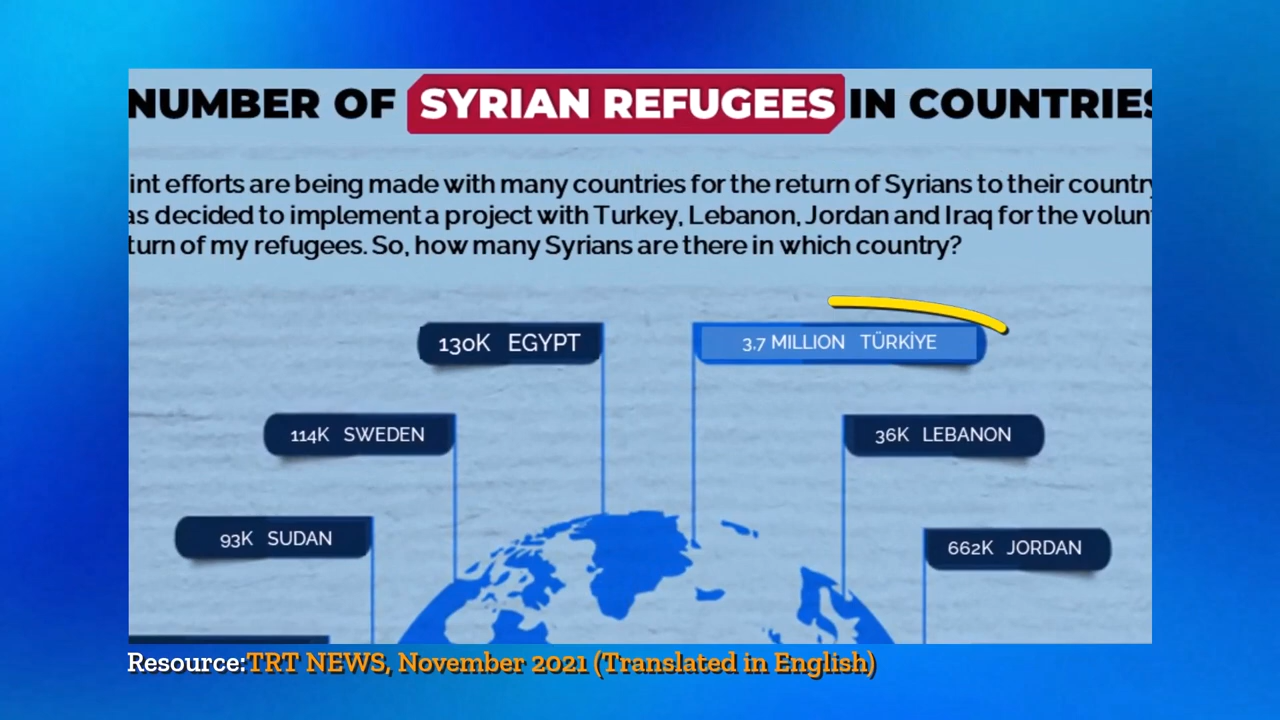 NUMBER OF SYRIAN REFUGEES IN COUNTRIES
int efforts are being made with many countries for the return of Syrians to their country
as decided to implement a project with Turkey, Lebanon, Jordan and Iraq for the volun
turn of my refugees. So, how many Syrians are there in which country?
130K EGYPT
3,7 MILLION TÜRKİYE
114K SWEDEN
36K LEBANON
93K SUDAN
662K JORDAN
Resource:TRT NEWS, November 2021 (Translated in English)